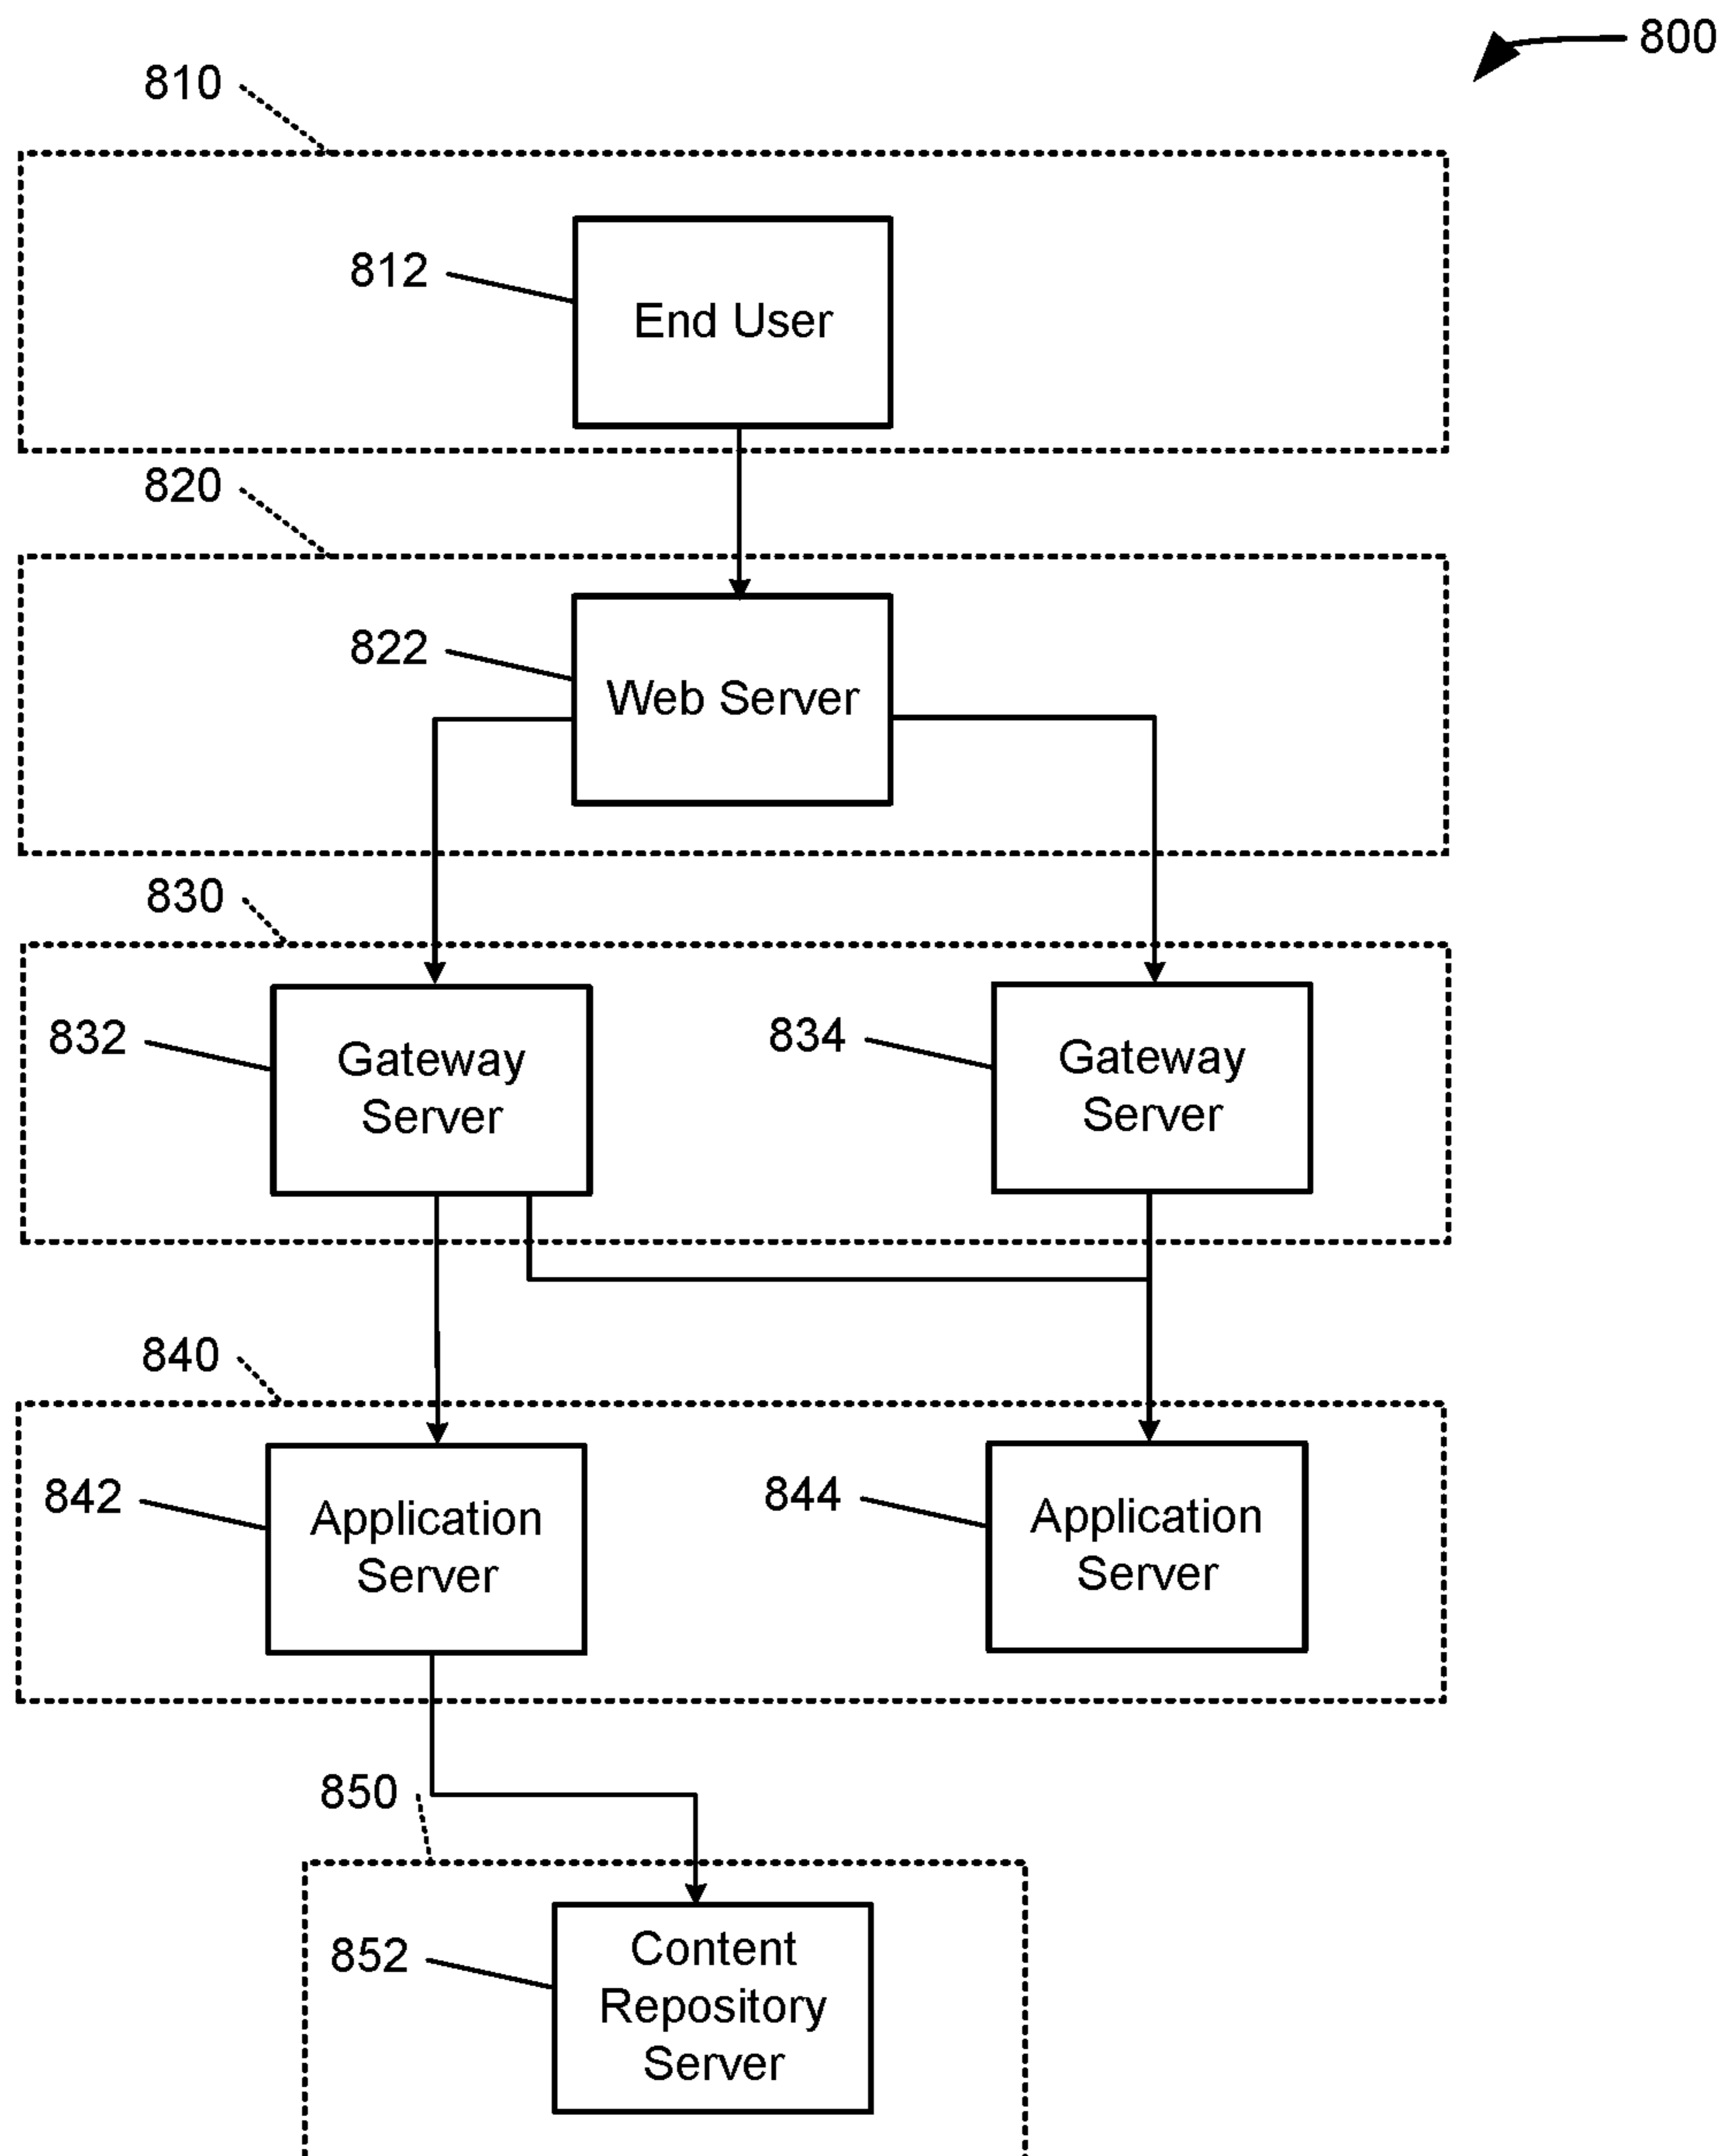 800
810
812
End User
820
822
Web Server
830
832
Gateway
Server
834
Gateway
Server
840
842
Application
Server
844
Application
Server
850
852
Content
Repository
Server